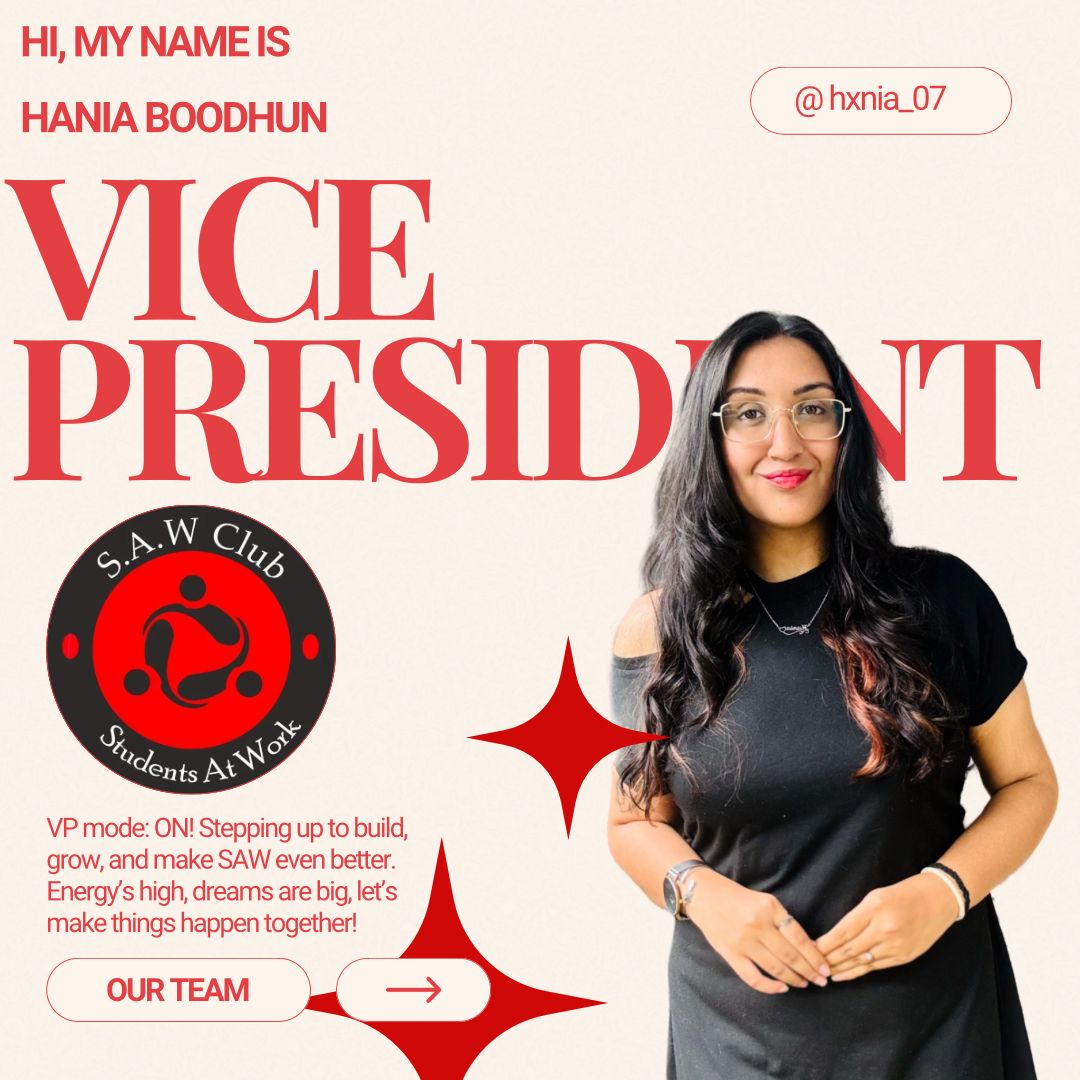 HI, MY NAME IS
HANIA BOODHUN
@ hxnia_07
VICE
PRESIDENT
S.A.W Club
Students At Work
VP mode: ON! Stepping up to build,
grow, and make SAW even better.
Energy’s high, dreams are big, let’s
make things happen together!
OUR TEAM